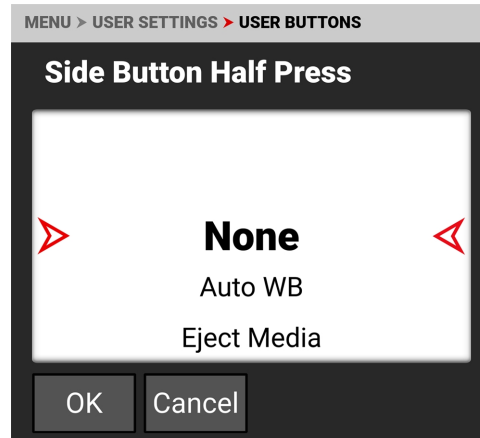 MENU > USER SETTINGS > USER BUTTONS
Side Button Half Press
None
Auto WB
Eject Media
OK Cancel